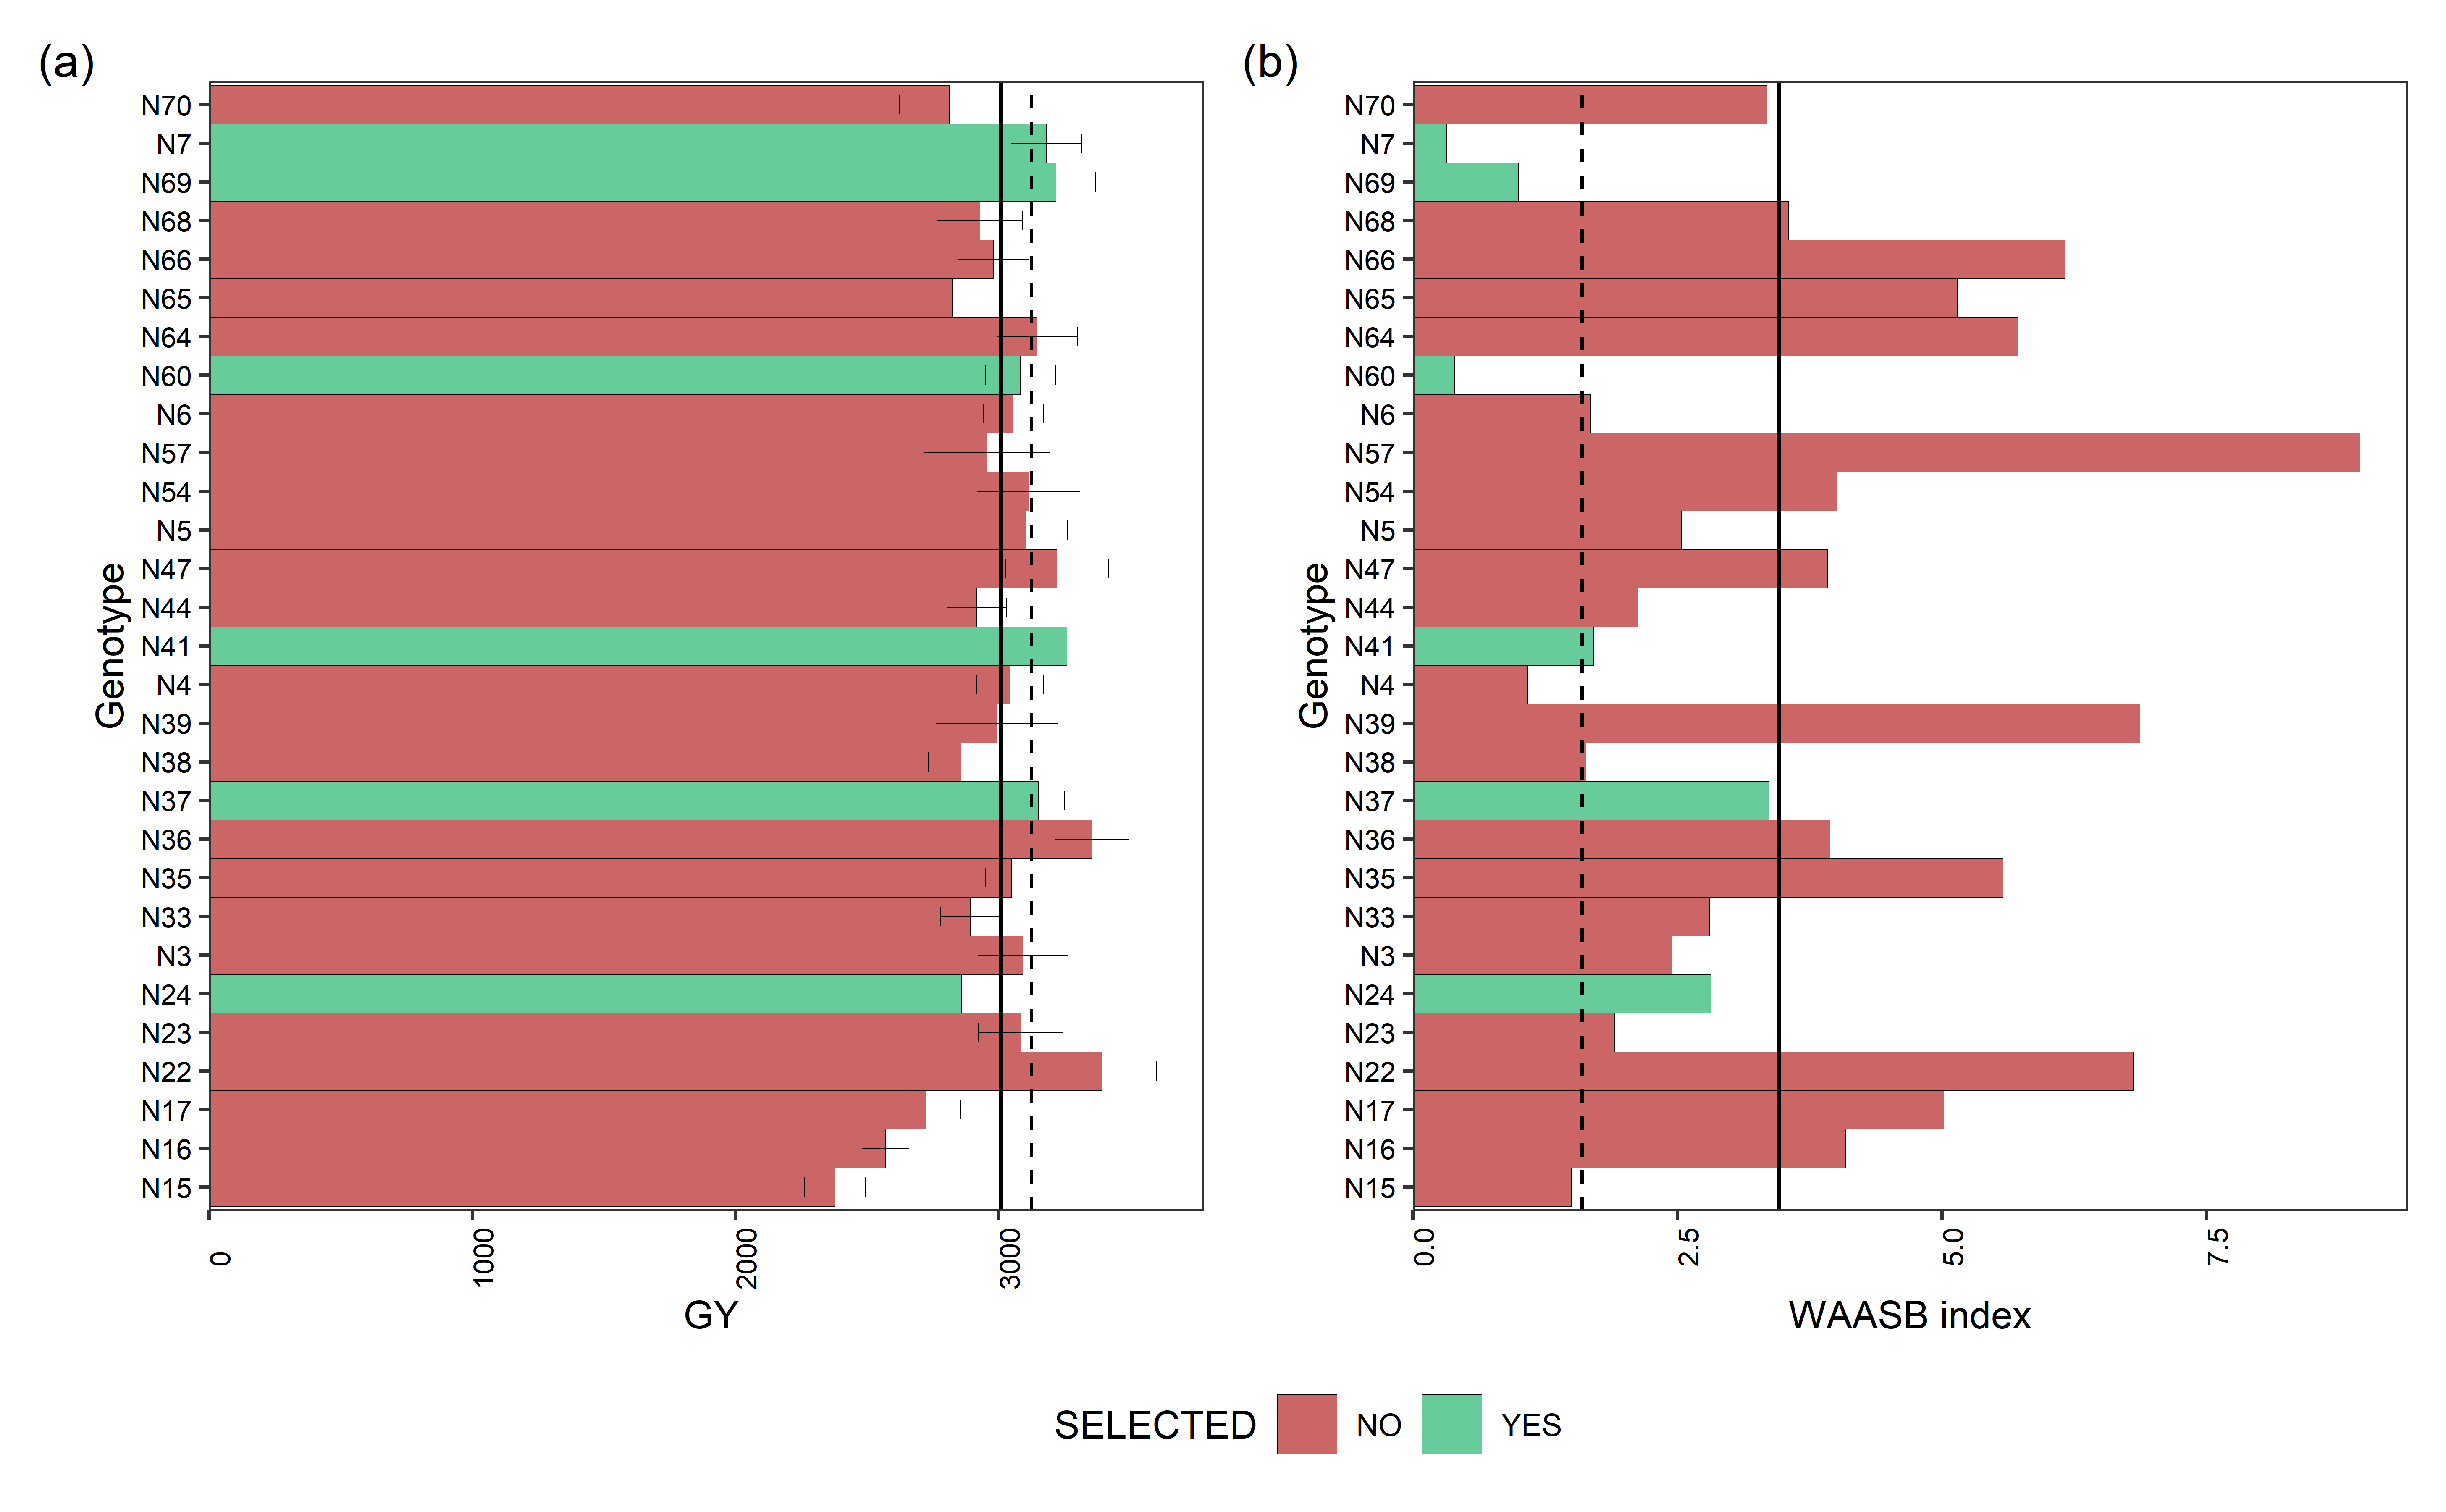 (a)
(b)
N70
N7
N69
N68
N66
N65
N64
N60
N6
N57
N54
N5
N47
N44
N41
N4
N39
N38
N37
N36
N35
N33
N3
N24
N23
N22
N17
N16
N15
Genotype
0
1000
2000
3000
GY
N70
N7
N69
N68
N66
N65
N64
N60
N6
N57
N54
N5
N47
N44
N41
N4
N39
N38
N37
N36
N35
N33
N3
N24
N23
N22
N17
N16
N15
Genotype
0.0
2.5
5.0
7.5
WAASB index
SELECTED NO YES